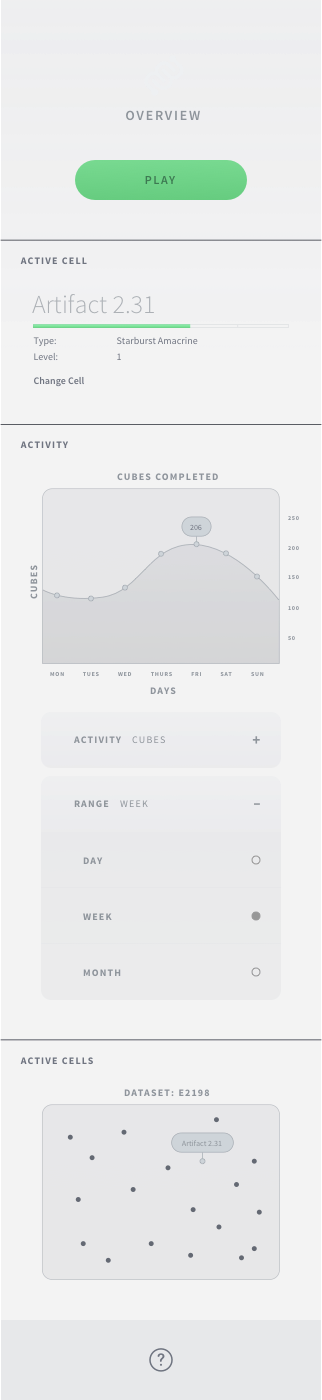 OVERVIEW
PLAY
ACTIVE CELL
Artifact 2.31
Type: Starburst Amacrine
Level: 1
Change Cell
ACTIVITY
CUBES COMPLETED
206
250
200
150
100
50
CUBES
MON TUES WED THURS FRI SAT SUN
DAYS
ACTIVITY CUBES +
RANGE WEEK –
DAY
WEEK
MONTH
ACTIVE CELLS
DATASET: E2198
Artifact 2.31
?